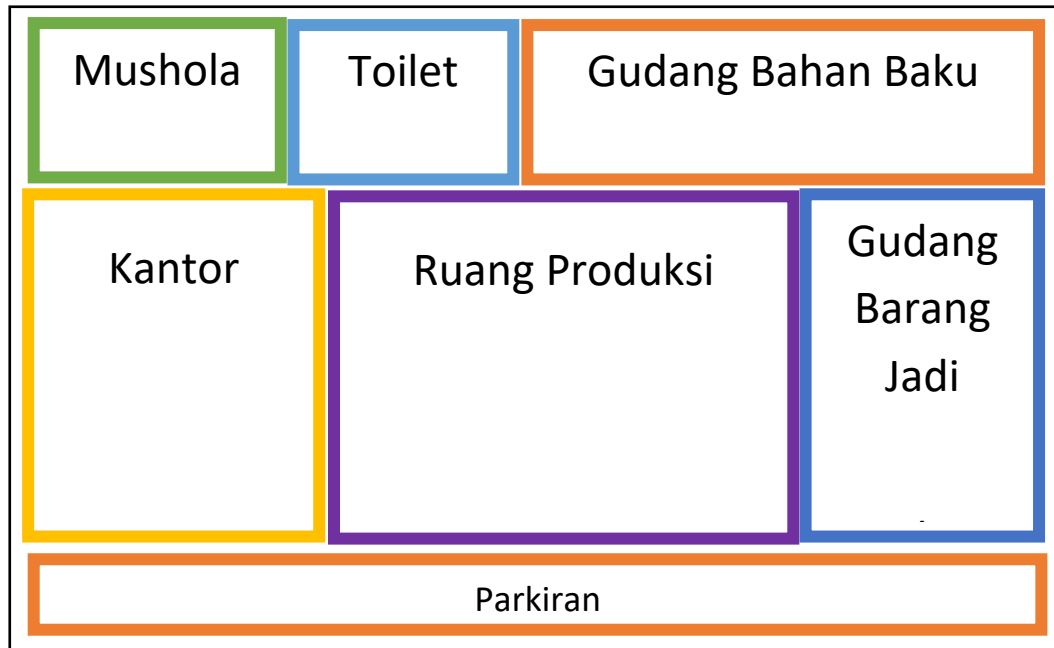 Mushola
Toilet
Gudang Bahan Baku
Kantor
Ruang Produksi
Gudang
Barang
Jadi
Parkiran